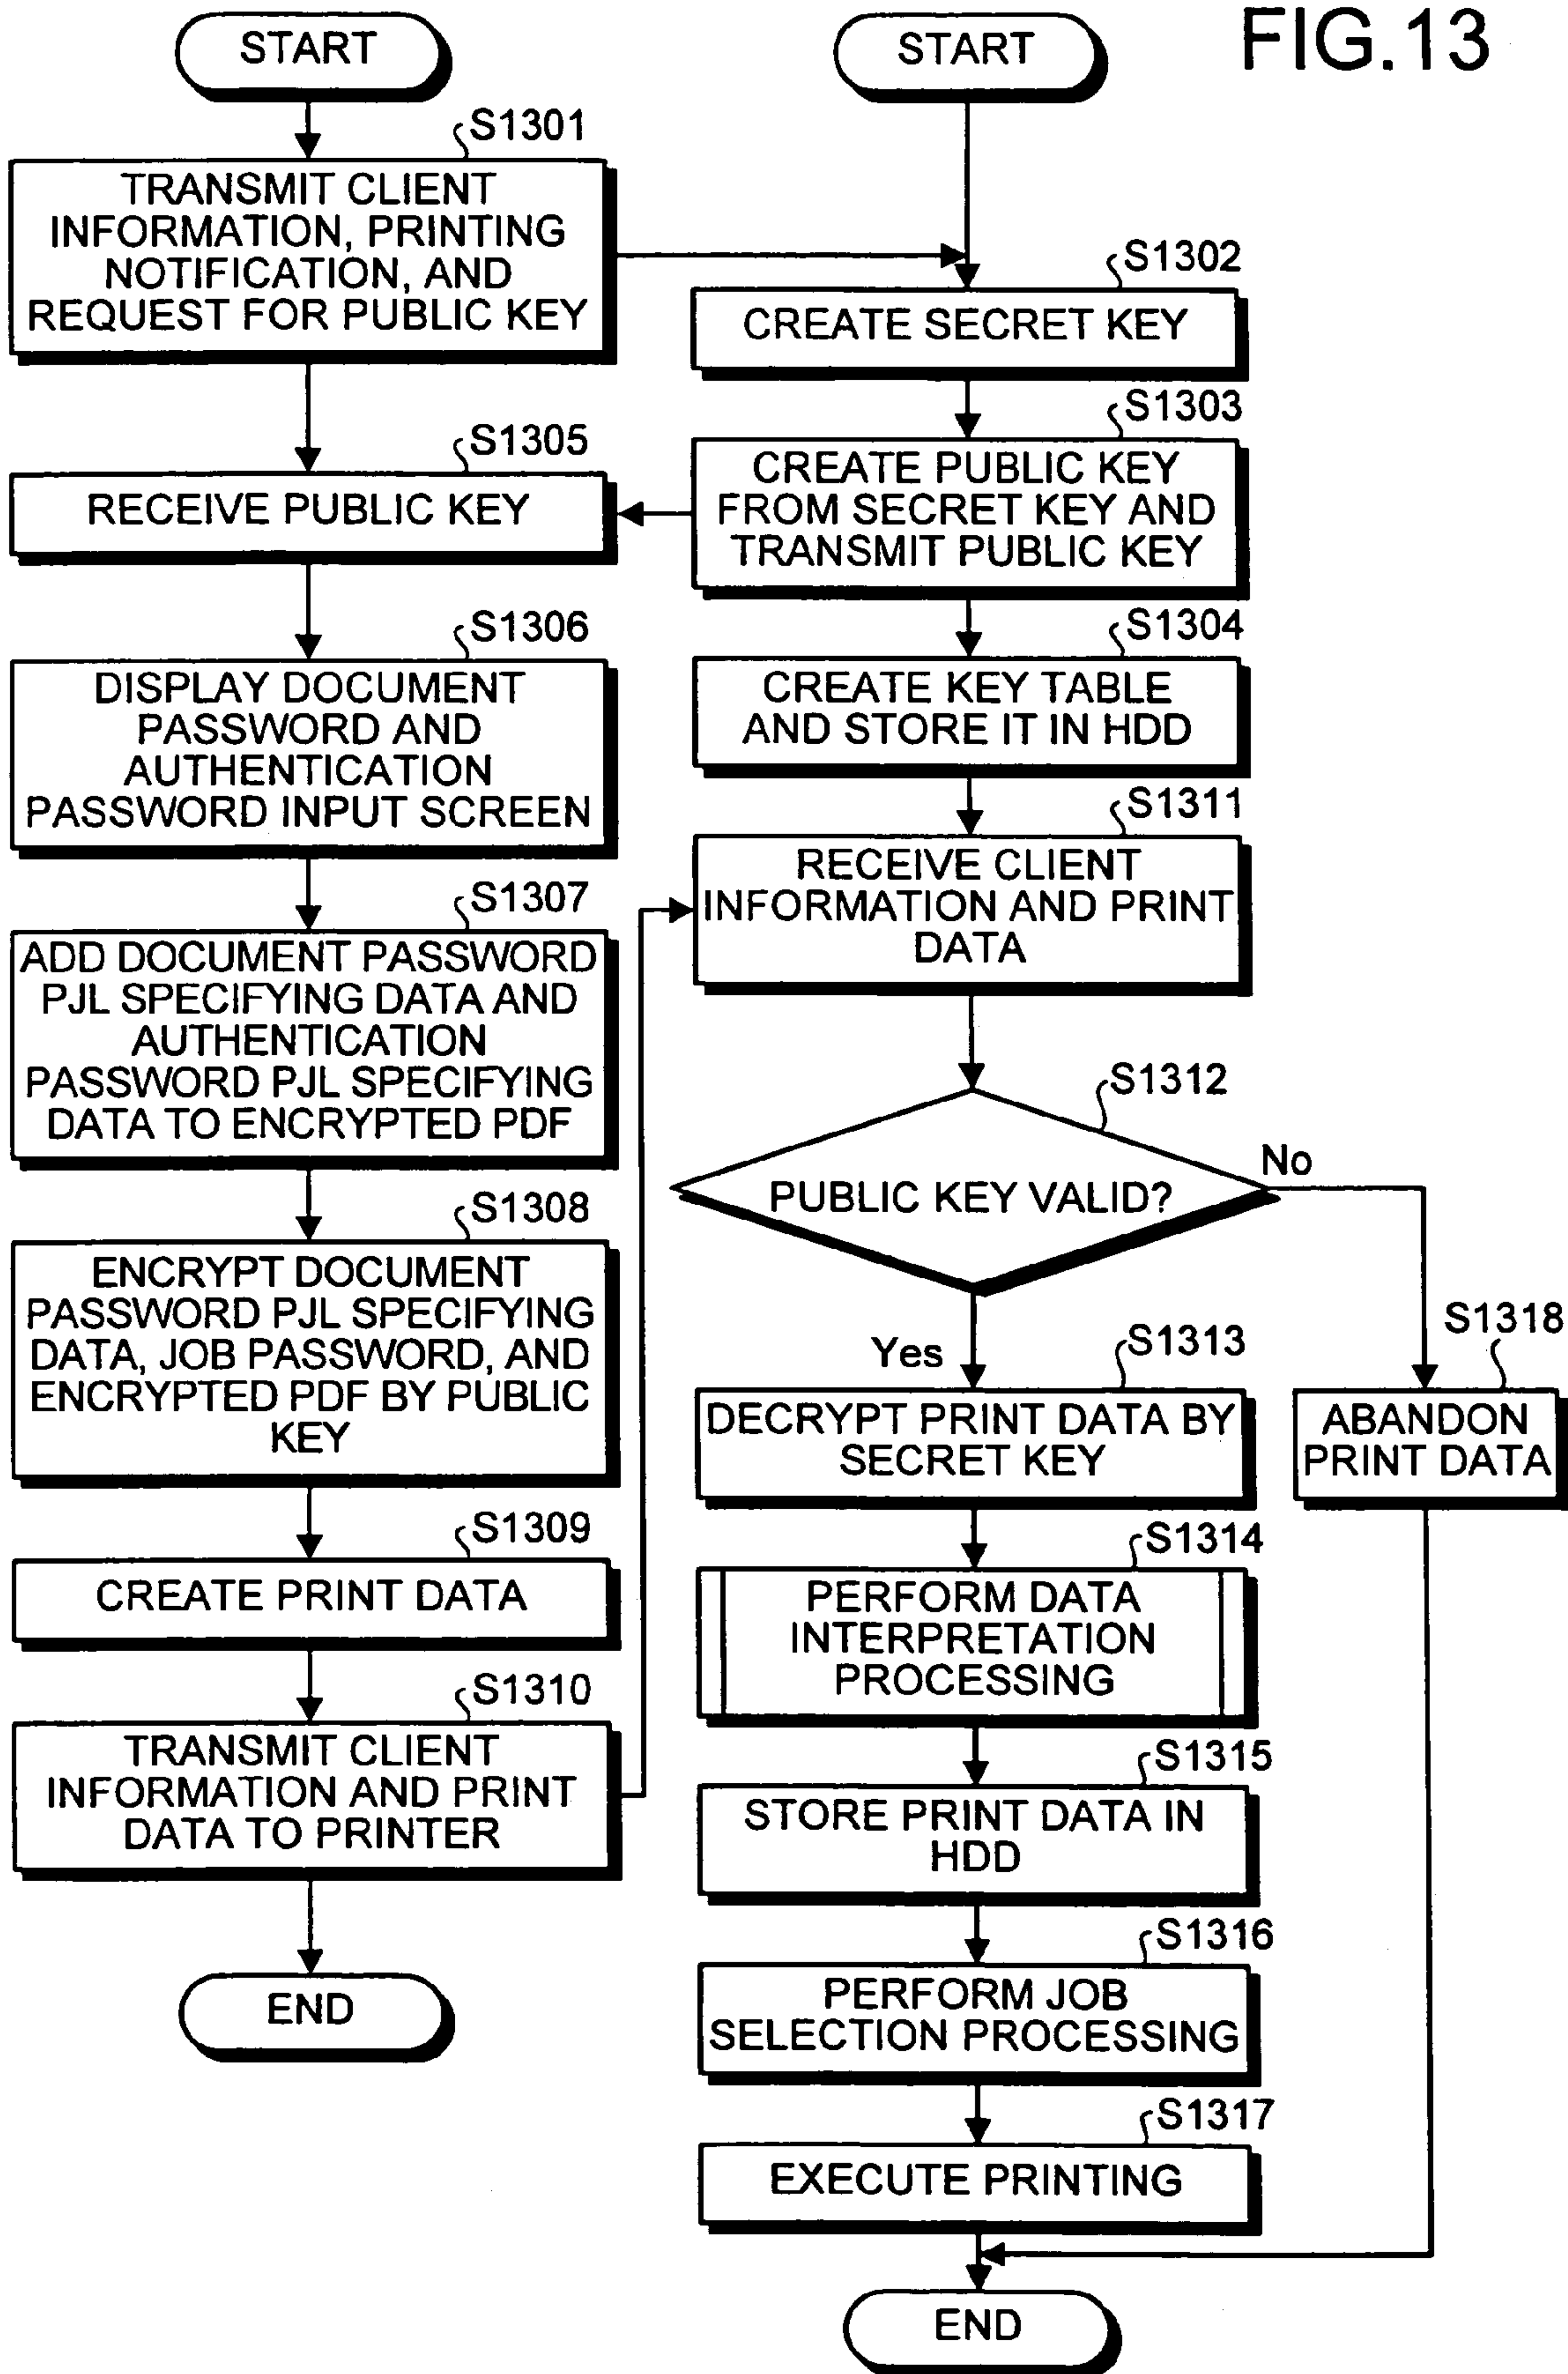 FIG.13
START
S1301
TRANSMIT CLIENT
INFORMATION, PRINTING
NOTIFICATION, AND
REQUEST FOR PUBLIC KEY
S1305
RECEIVE PUBLIC KEY
S1306
DISPLAY DOCUMENT
PASSWORD AND
AUTHENTICATION
PASSWORD INPUT SCREEN
S1307
ADD DOCUMENT PASSWORD
PJL SPECIFYING DATA AND
AUTHENTICATION
PASSWORD PJL SPECIFYING
DATA TO ENCRYPTED PDF
S1308
ENCRYPT DOCUMENT
PASSWORD PJL SPECIFYING
DATA, JOB PASSWORD, AND
ENCRYPTED PDF BY PUBLIC
KEY
S1309
CREATE PRINT DATA
S1310
TRANSMIT CLIENT
INFORMATION AND PRINT
DATA TO PRINTER
END
START
S1302
CREATE SECRET KEY
S1303
CREATE PUBLIC KEY
FROM SECRET KEY AND
TRANSMIT PUBLIC KEY
S1304
CREATE KEY TABLE
AND STORE IT IN HDD
S1311
RECEIVE CLIENT
INFORMATION AND PRINT
DATA
S1312
PUBLIC KEY VALID?
No
Yes
S1313
DECRYPT PRINT DATA BY
SECRET KEY
S1318
ABANDON
PRINT DATA
S1314
PERFORM DATA
INTERPRETATION
PROCESSING
S1315
STORE PRINT DATA IN
HDD
S1316
PERFORM JOB
SELECTION PROCESSING
S1317
EXECUTE PRINTING
END